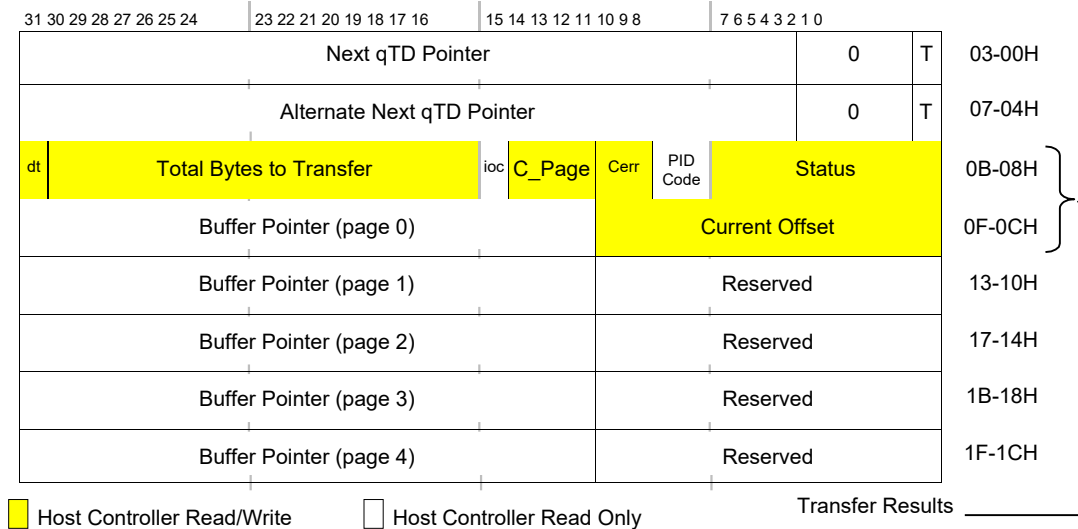 31 30 29 28 27 26 25 24 23 22 21 20 19 18 17 16 15 14 13 12 11 10 9 8 7 6 5 4 3 2 1 0
Next qTD Pointer 0 T 03-00H
Alternate Next qTD Pointer 0 T 07-04H
dt Total Bytes to Transfer ioc C_Page Cerr PID Code Status 0B-08H
Buffer Pointer (page 0) Current Offset 0F-0CH
Buffer Pointer (page 1) Reserved 13-10H
Buffer Pointer (page 2) Reserved 17-14H
Buffer Pointer (page 3) Reserved 1B-18H
Buffer Pointer (page 4) Reserved 1F-1CH
Host Controller Read/Write Host Controller Read Only Transfer Results